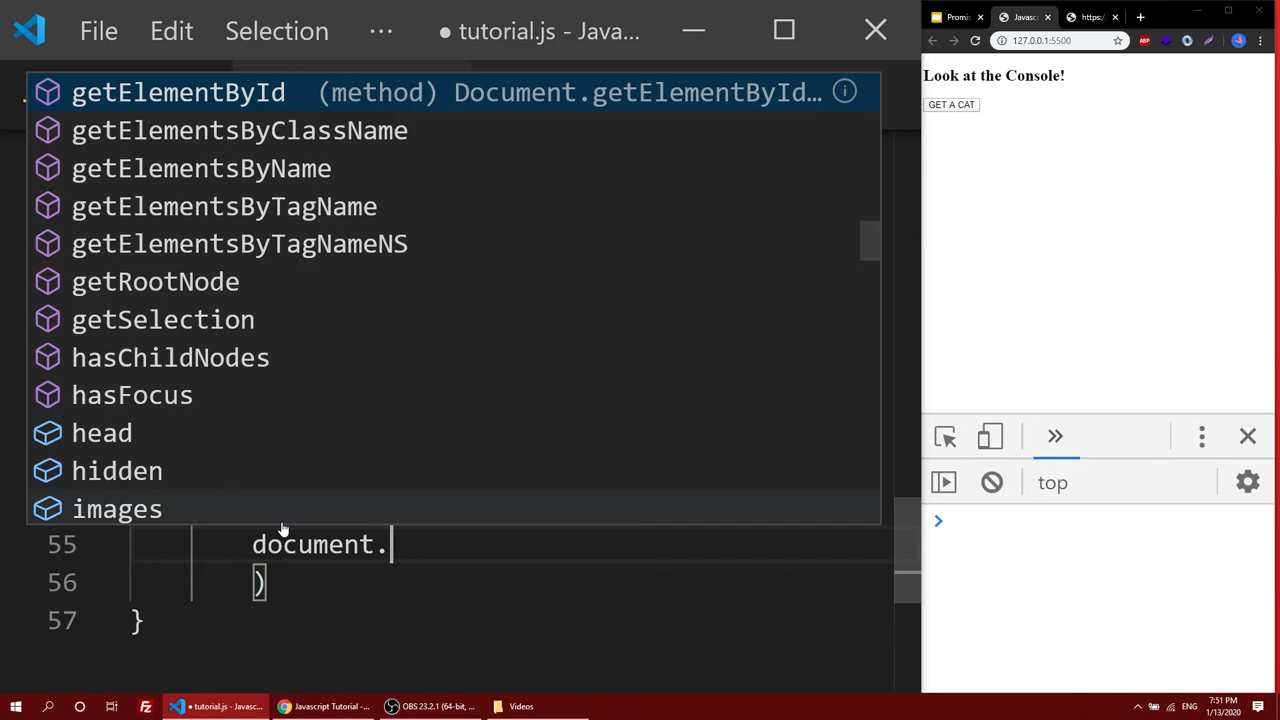 File Edit Selection ··· ● tutorial.js - Java...
getElementById (method) Document.getElementById…
getElementsByClassName
getElementsByName
getElementsByTagName
getElementsByTagNameNS
getRootNode
getSelection
hasChildNodes
hasFocus
head
hidden
images
55 document.
56 )
57 }
Promis
Javasc
https:/
127.0.0.1:5500
ABP
Look at the Console!
GET A CAT
top
tutorial.js - Javasc...
JavaScript Tutorial -...
OBS 23.2.1 (64-bit, ...
Videos
ENG
7:51 PM
1/13/2020